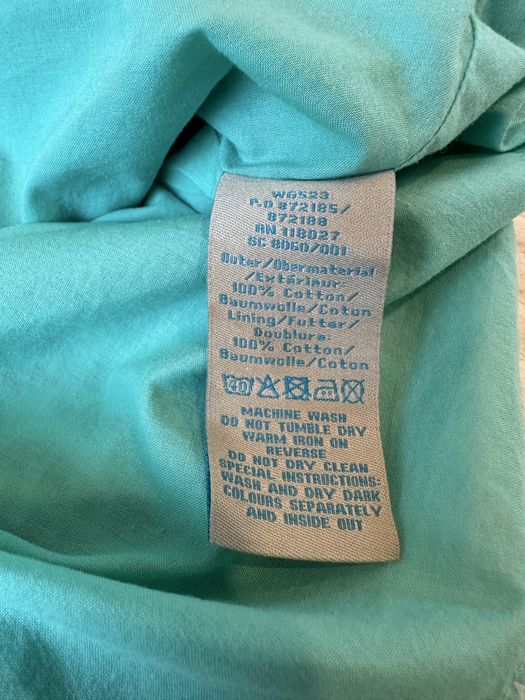 WG523
P.O 872185/
872188
RN 118027
SC 8060/001
Outer/Obermaterial
/Extérieur:
100% Cotton/
Baumwolle/Coton
Lining/Futter/
Doublure:
100% Cotton/
Baumwolle/Coton
40
MACHINE WASH
DO NOT TUMBLE DRY
WARM IRON ON
REVERSE
DO NOT DRY CLEAN
SPECIAL INSTRUCTIONS:
WASH AND DRY DARK
COLOURS SEPARATELY
AND INSIDE OUT